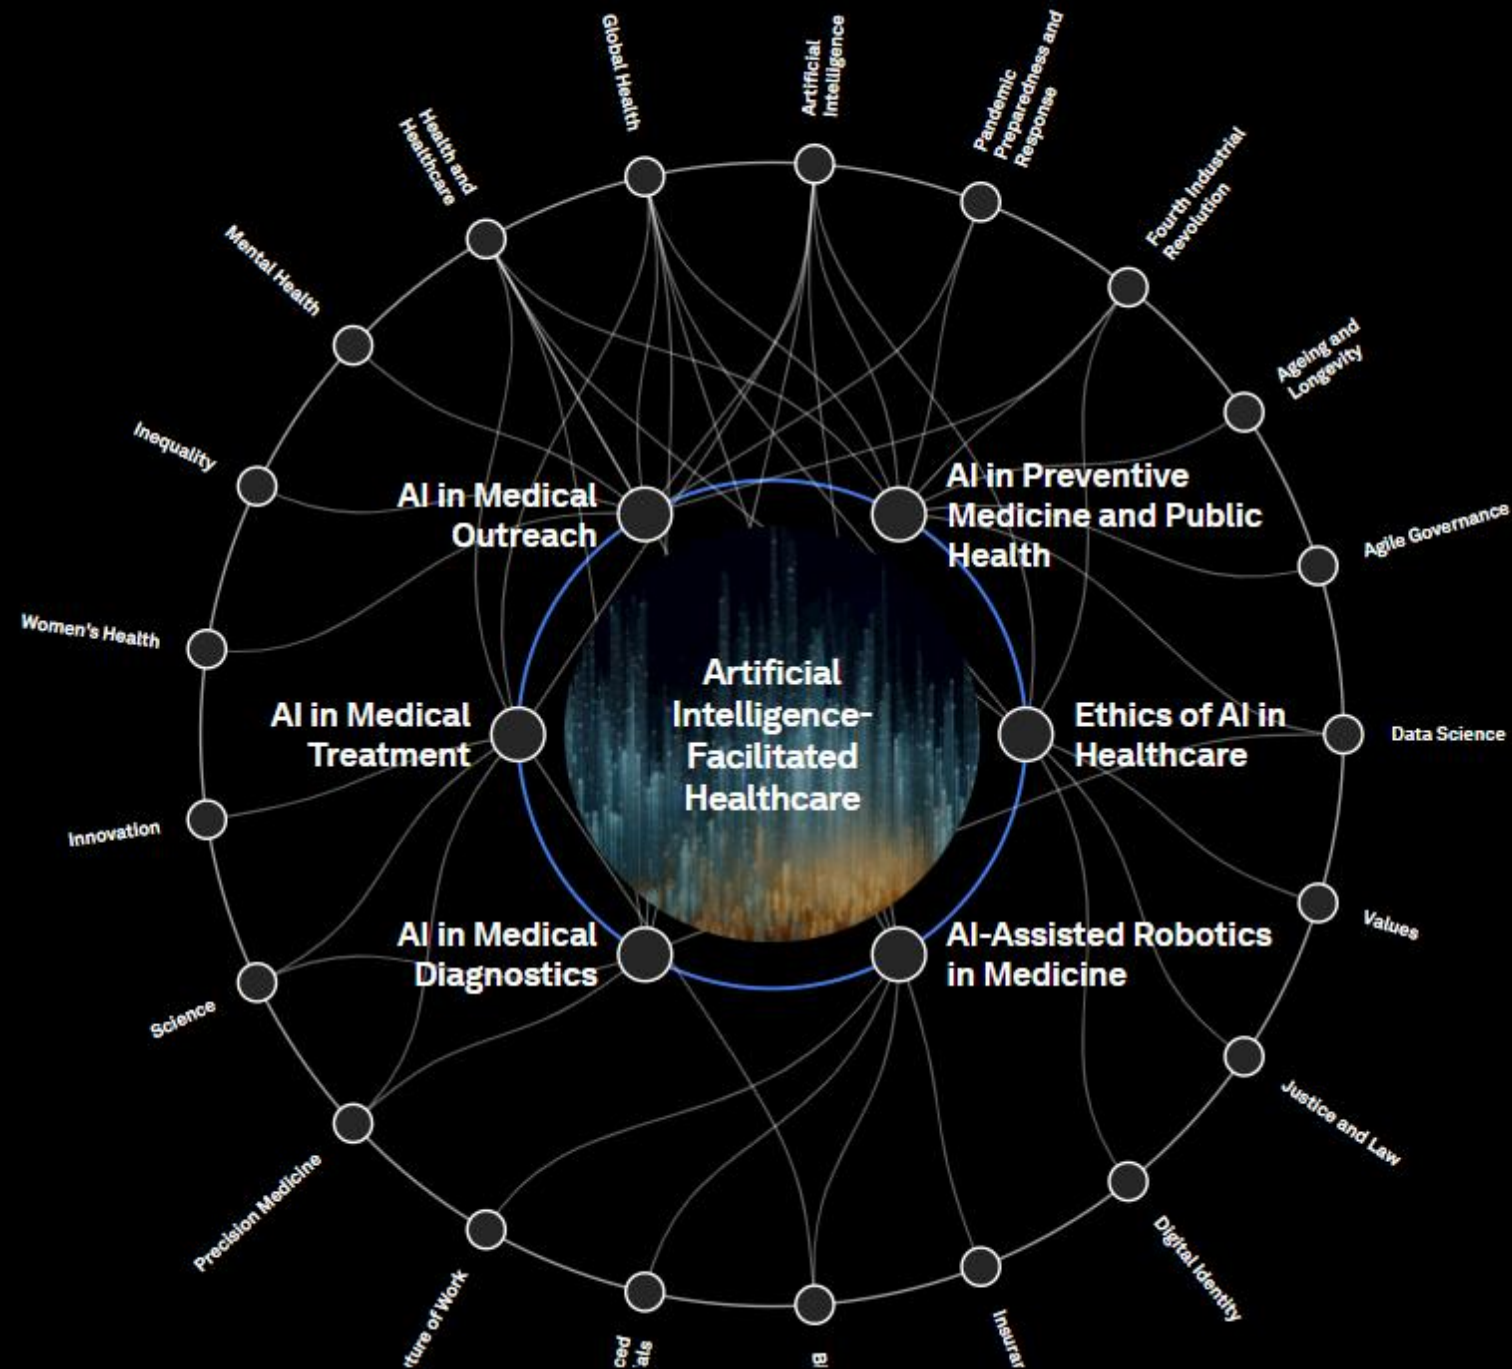 Global Health
Artificial
Intelligence
Pandemic
Preparedness and
Response
Health and
Healthcare
Fourth Industrial
Revolution
Mental Health
Ageing and
Longevity
Inequality
AI in Medical
Outreach
AI in Preventive
Medicine and Public
Health
Agile Governance
Women's Health
Artificial
Intelligence-
Facilitated
Healthcare
AI in Medical
Treatment
Ethics of AI in
Healthcare
Data Science
Innovation
Values
AI in Medical
Diagnostics
AI-Assisted Robotics
in Medicine
Science
Justice and Law
Precision Medicine
Digital Identity
of Work